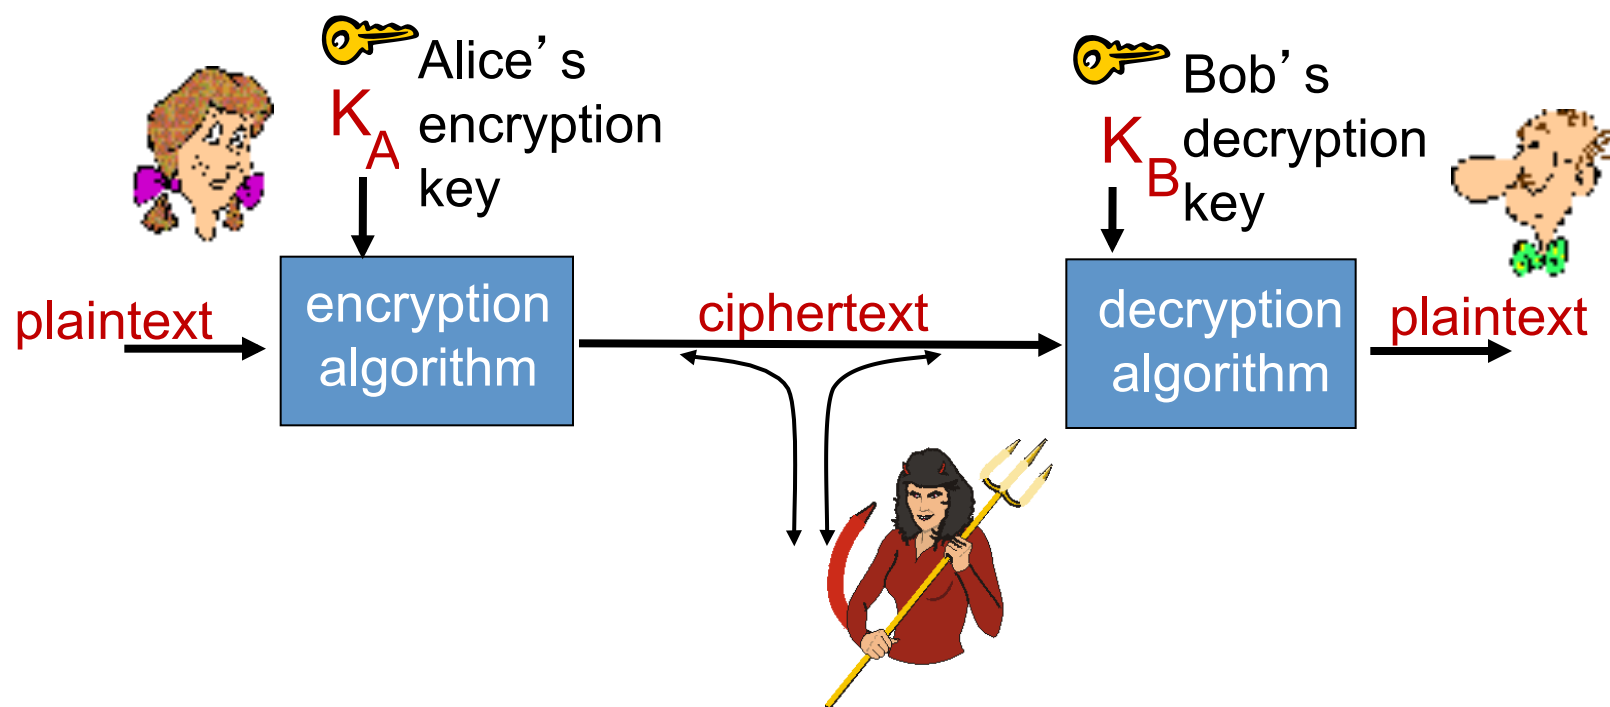 Alice’s
encryption
key
K
A
Bob’s
decryption
key
K
B
plaintext
encryption
algorithm
ciphertext
decryption
algorithm
plaintext